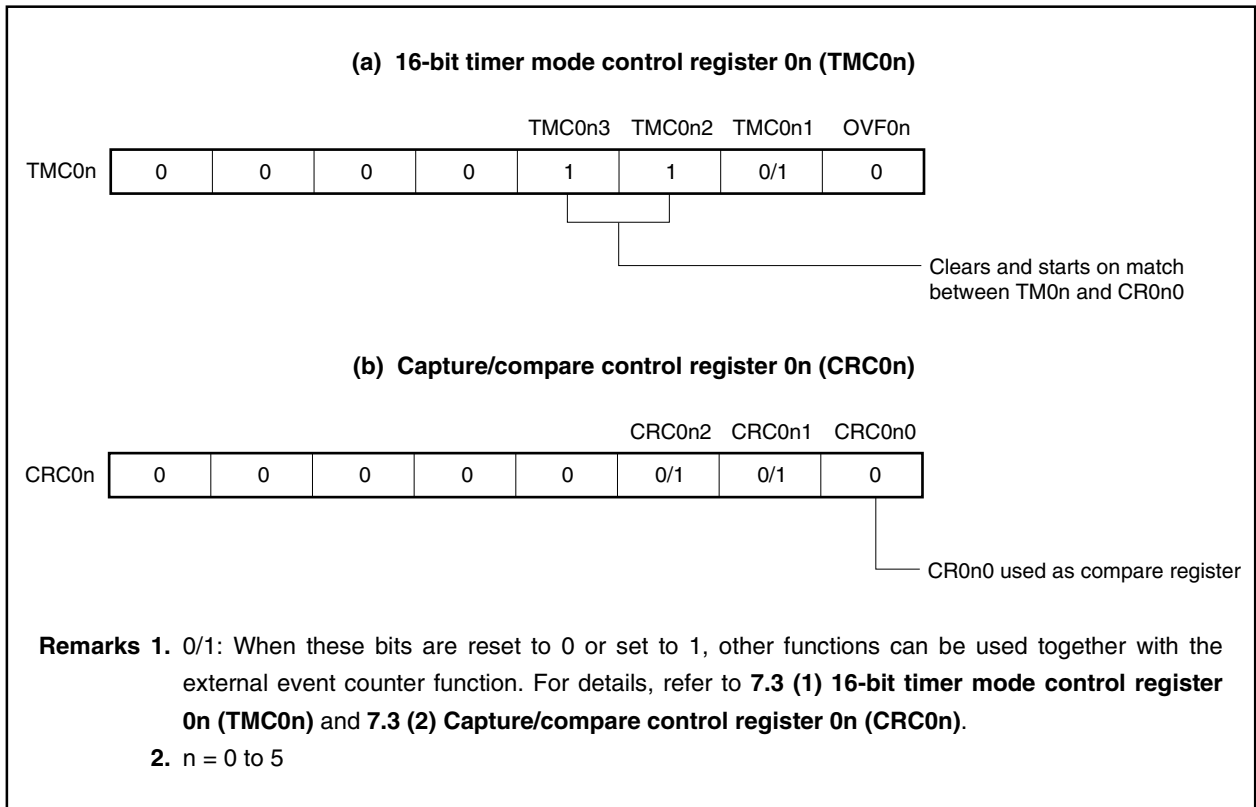 (a) 16-bit timer mode control register 0n (TMC0n)
TMC0n3 TMC0n2 TMC0n1 OVF0n
TMC0n 0 0 0 0 1 1 0/1 0
Clears and starts on match
between TM0n and CR0n0
(b) Capture/compare control register 0n (CRC0n)
CRC0n2 CRC0n1 CRC0n0
CRC0n 0 0 0 0 0 0/1 0/1 0
CR0n0 used as compare register
Remarks 1. 0/1: When these bits are reset to 0 or set to 1, other functions can be used together with the
external event counter function. For details, refer to 7.3 (1) 16-bit timer mode control register
0n (TMC0n) and 7.3 (2) Capture/compare control register 0n (CRC0n).
2. n = 0 to 5